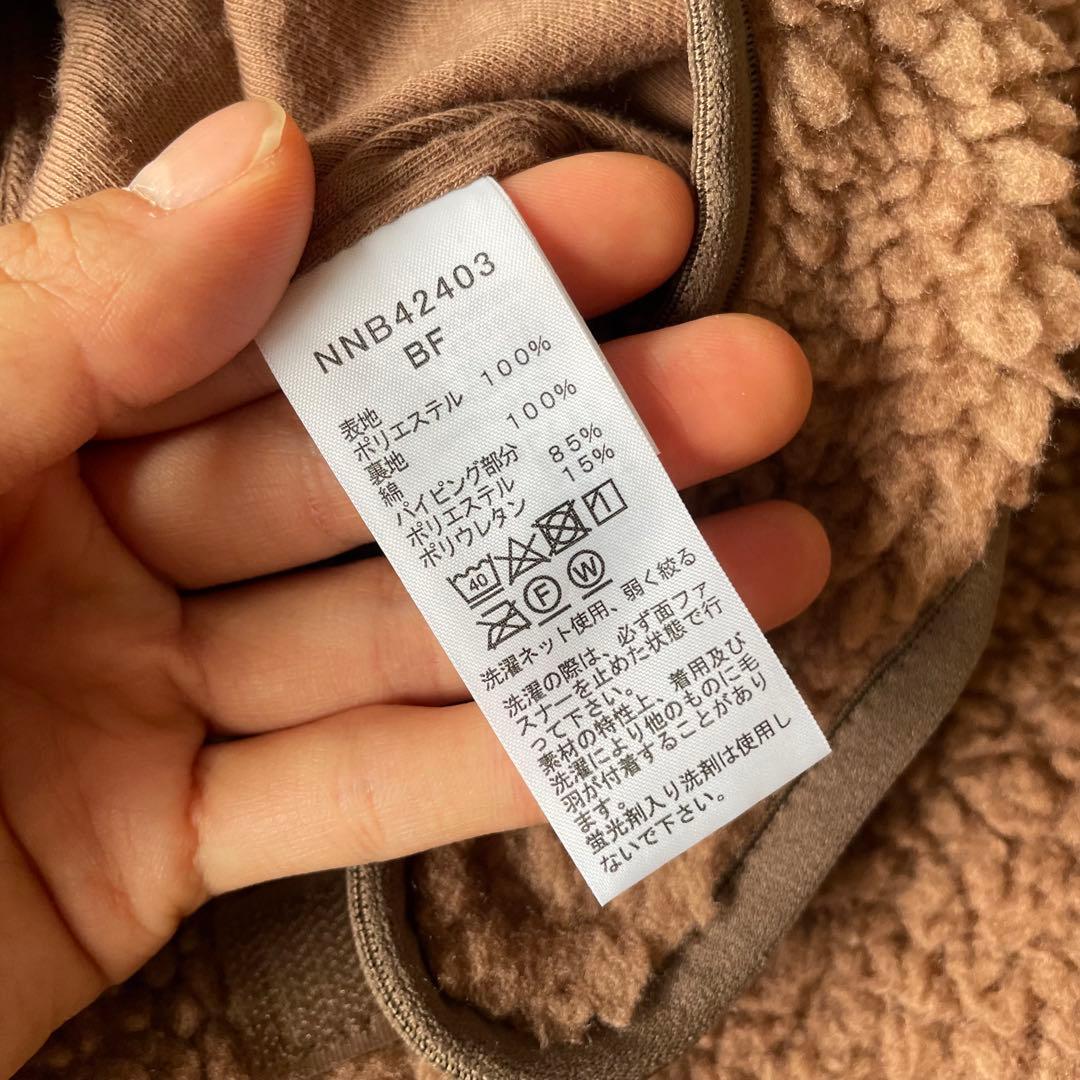 NNB42403
BF
表地
ポリエステル 100%
裏地
綿 100%
パイピング部分
ポリエステル 85%
ポリウレタン 15%
40
F W
洗濯ネット使用、弱く絞る
洗濯の際は、必ず面ファ
スナーを止めた状態で行
って下さい。
素材の特性上、着用及び
洗濯により他のものに毛
羽が付着することがあり
ます。
蛍光剤入り洗剤は使用し
ないで下さい。